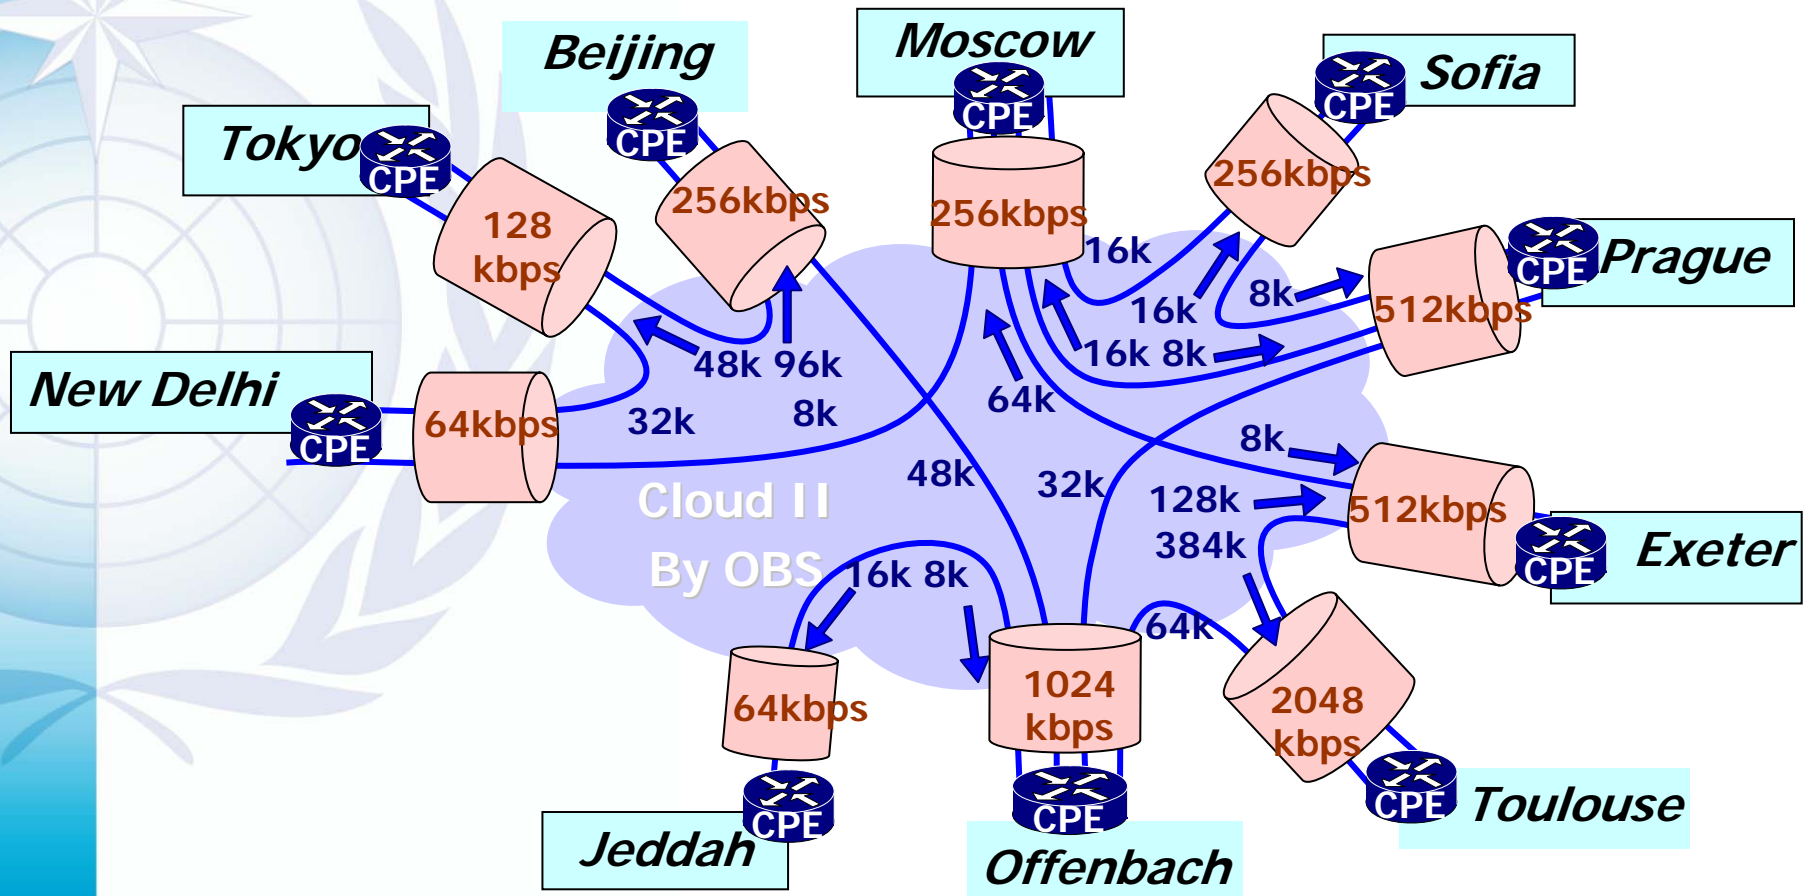 Beijing
CPE
256kbps
Moscow
CPE
256kbps
Sofia
CPE
256kbps
Tokyo
CPE
128
kbps
Prague
CPE
512kbps
New Delhi
CPE
64kbps
16k
16k
8k
16k 8k
48k 96k
64k
32k
8k
8k
48k
32k
128k
384k
Cloud II
By OBS
16k 8k
64k
512kbps
CPE
Exeter
64kbps
CPE
Jeddah
1024
kbps
CPE
Offenbach
2048
kbps
CPE
Toulouse